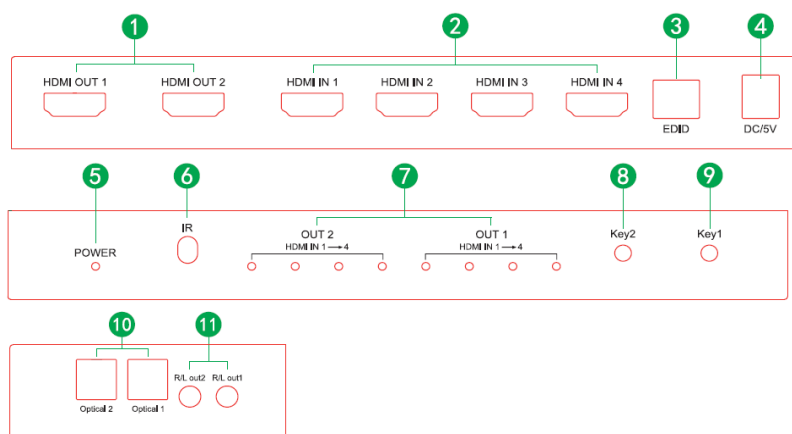 1 2 3 4
HDMI OUT 1 HDMI OUT 2 HDMI IN 1 HDMI IN 2 HDMI IN 3 HDMI IN 4
EDID DC/5V
5 6 7 8 9
IR
POWER
OUT 2 OUT 1
HDMI IN 1 → 4 HDMI IN 1 → 4
Key2 Key1
10 11
R/L out2 R/L out1
Optical 2 Optical 1